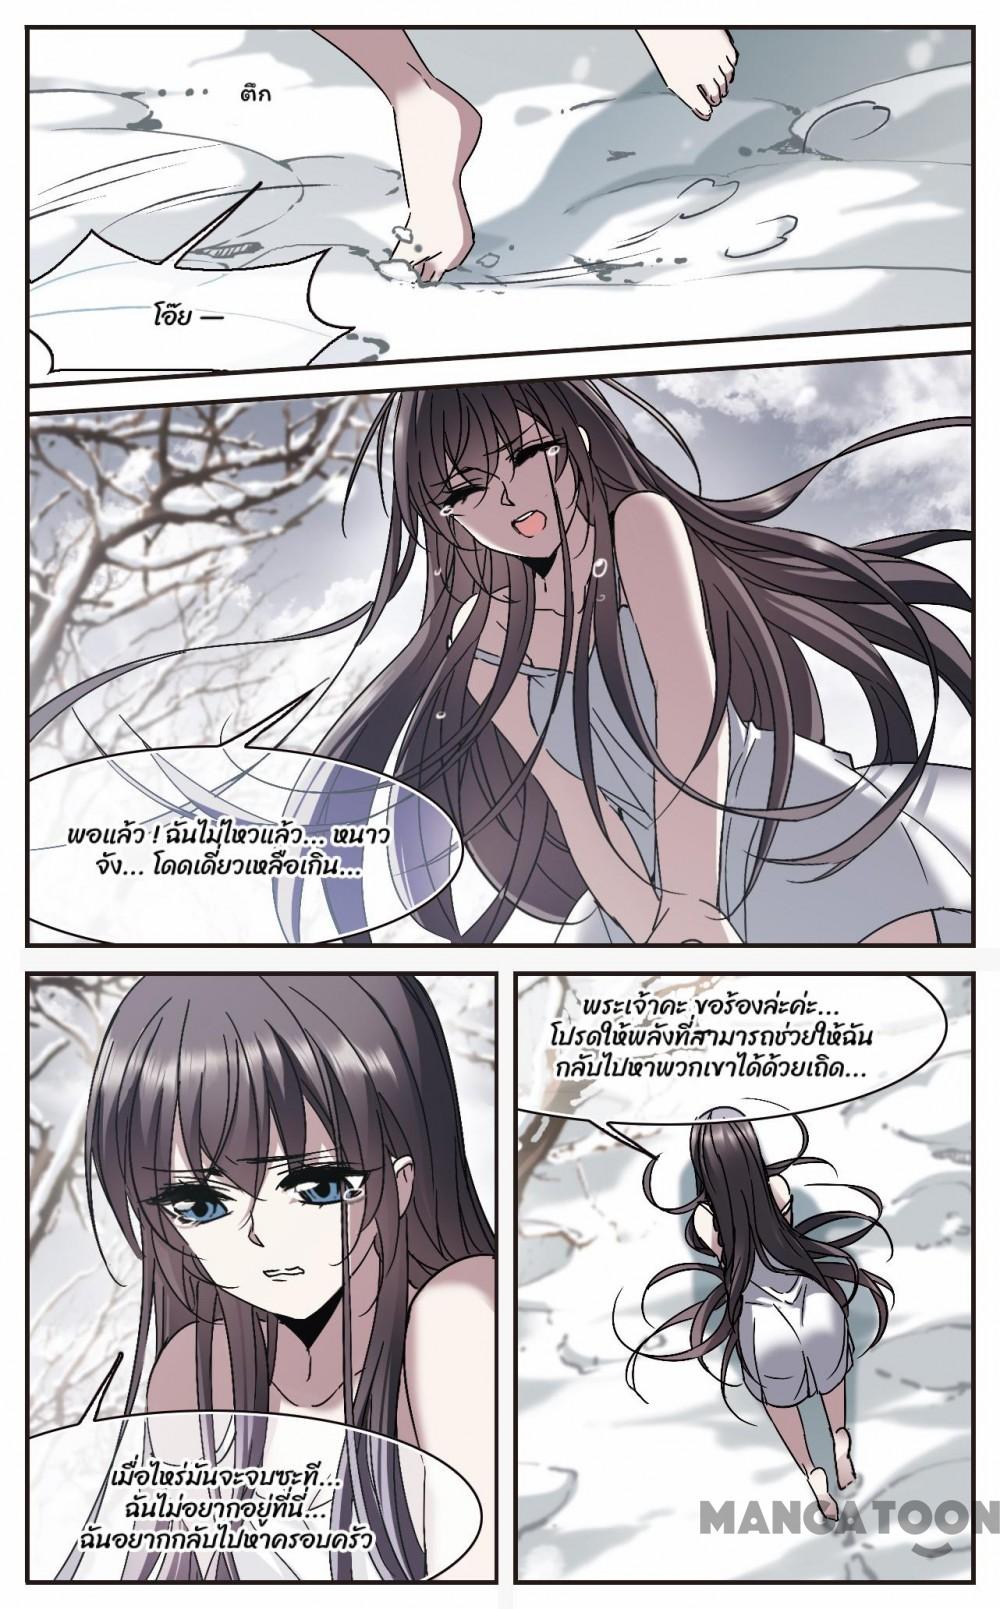 ตึก
โอ๊ย —
พอแล้ว ! ฉันไม่ไหวแล้ว... หนาว
จัง... โดดเดี่ยวเหลือเกิน...
เมื่อไหร่มันจะจบซะที...
ฉันไม่อยากอยู่ที่นี่...
ฉันอยากกลับไปหาครอบครัว
พระเจ้าคะ ขอร้องล่ะค่ะ...
โปรดให้พลังที่สามารถช่วยให้ฉัน
กลับไปหาพวกเขาได้ด้วยเถิด...
MANGATOON